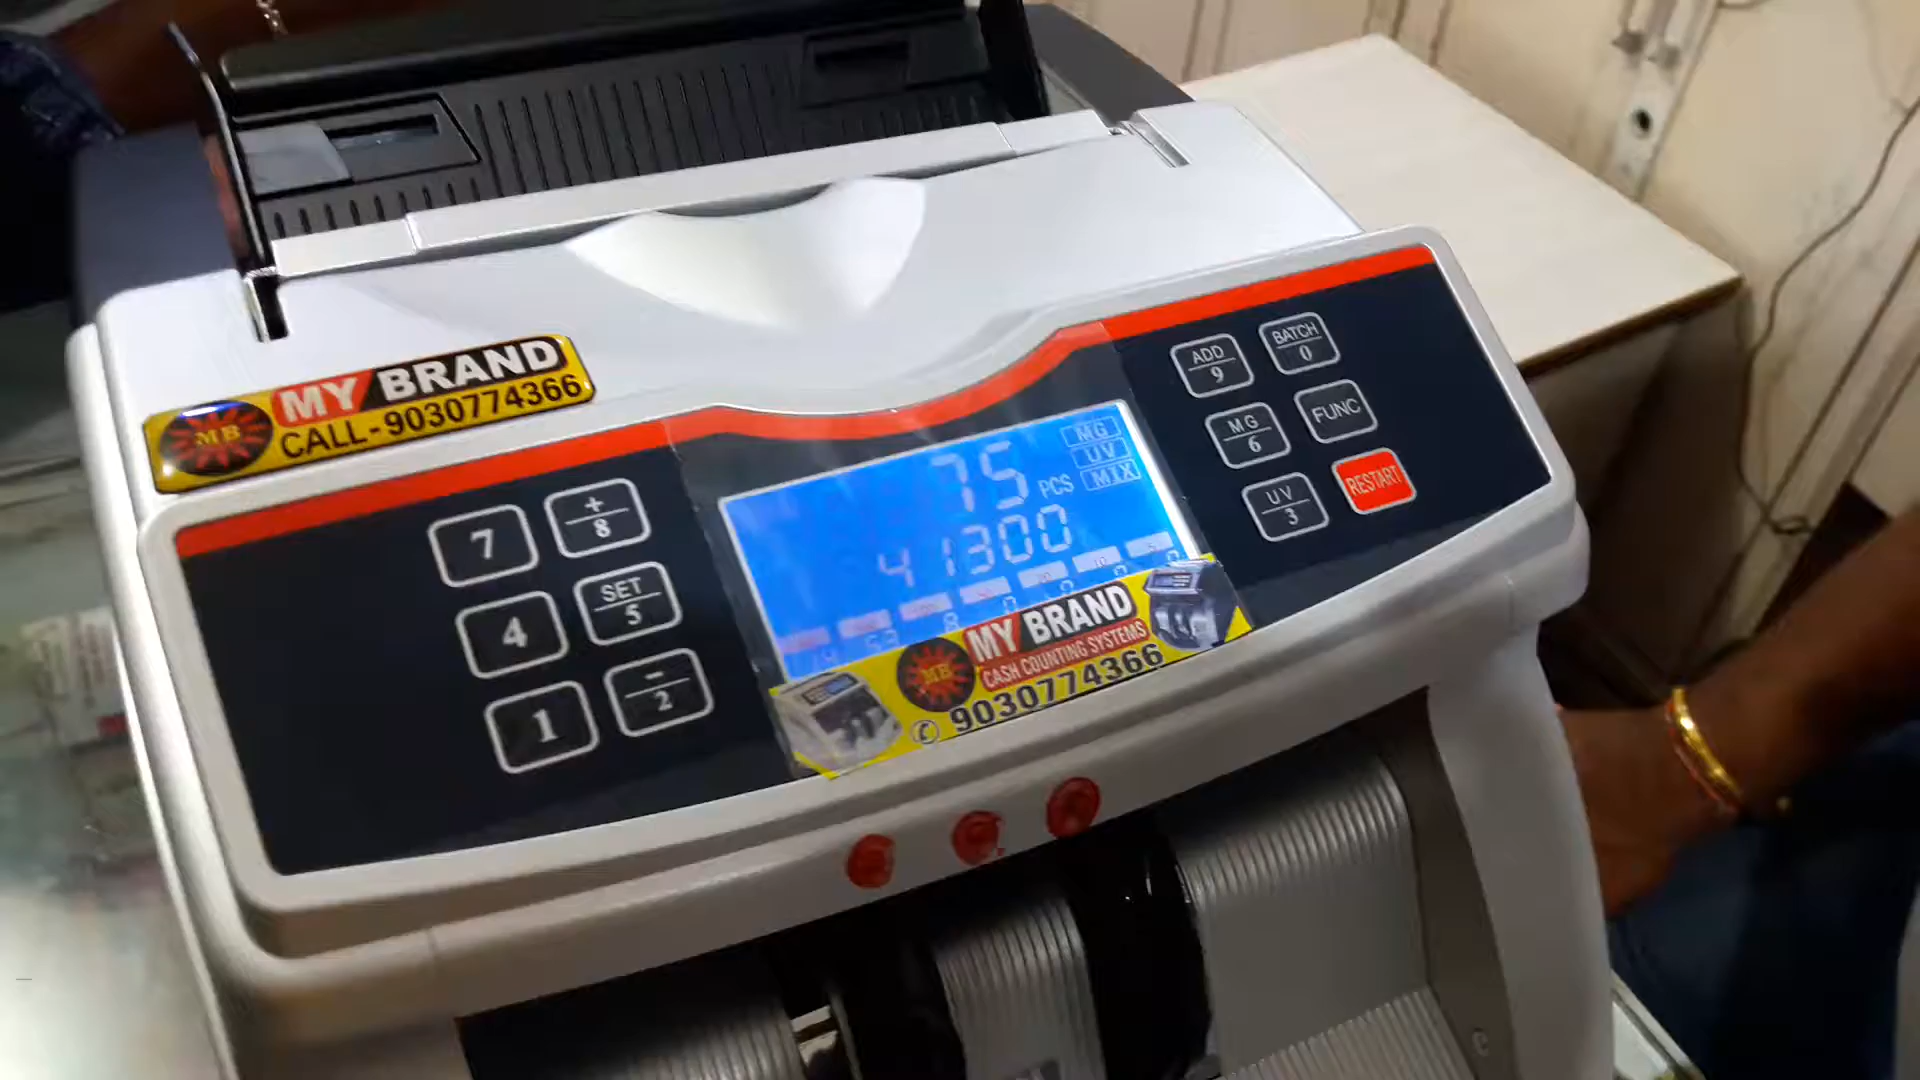 MY BRAND
MB
CALL-9030774366
ADD
9
BATCH
0
MG
6
FUNC
UV
3
RESTART
7
+
8
4
SET
5
1
-
2
75 PCS
MG
UV
MIX
41300
MY BRAND
MB
CASH COUNTING SYSTEMS
9030774366